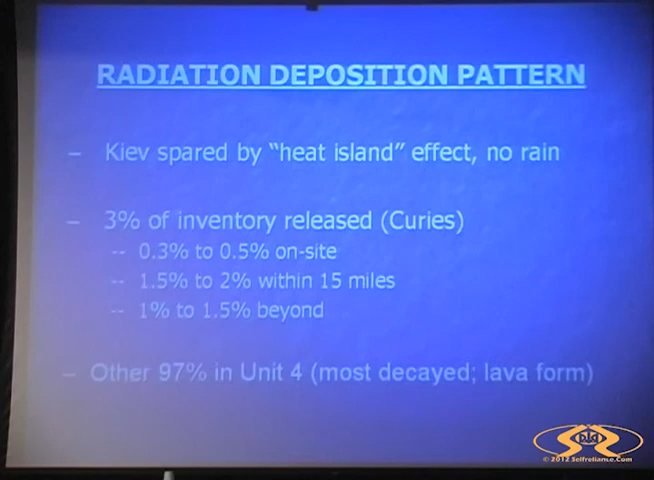 RADIATION DEPOSITION PATTERN
– Kiev spared by “heat island” effect, no rain
– 3% of inventory released (Curies)
-- 0.3% to 0.5% on-site
-- 1.5% to 2% within 15 miles
-- 1% to 1.5% beyond
– Other 97% in Unit 4 (most decayed; lava form)
© 2012 Selfreliance.Com